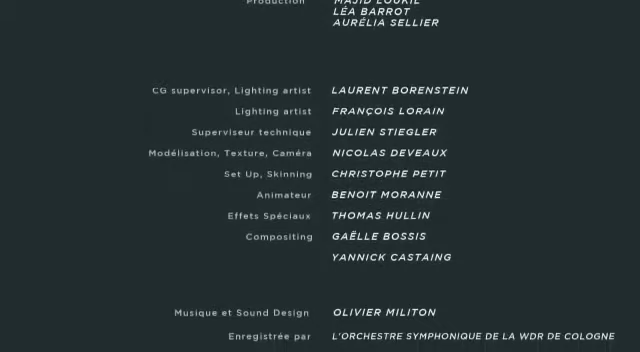 Production MAJID LOUKIL
LÉA BARROT
AURÉLIA SELLIER
CG supervisor, Lighting artist LAURENT BORENSTEIN
Lighting artist FRANÇOIS LORAIN
Superviseur technique JULIEN STIEGLER
Modélisation, Texture, Caméra NICOLAS DEVEAUX
Set Up, Skinning CHRISTOPHE PETIT
Animateur BENOIT MORANNE
Effets Spéciaux THOMAS HULLIN
Compositing GAËLLE BOSSIS
YANNICK CASTAING
Musique et Sound Design OLIVIER MILITON
Enregistrée par L'ORCHESTRE SYMPHONIQUE DE LA WDR DE COLOGNE